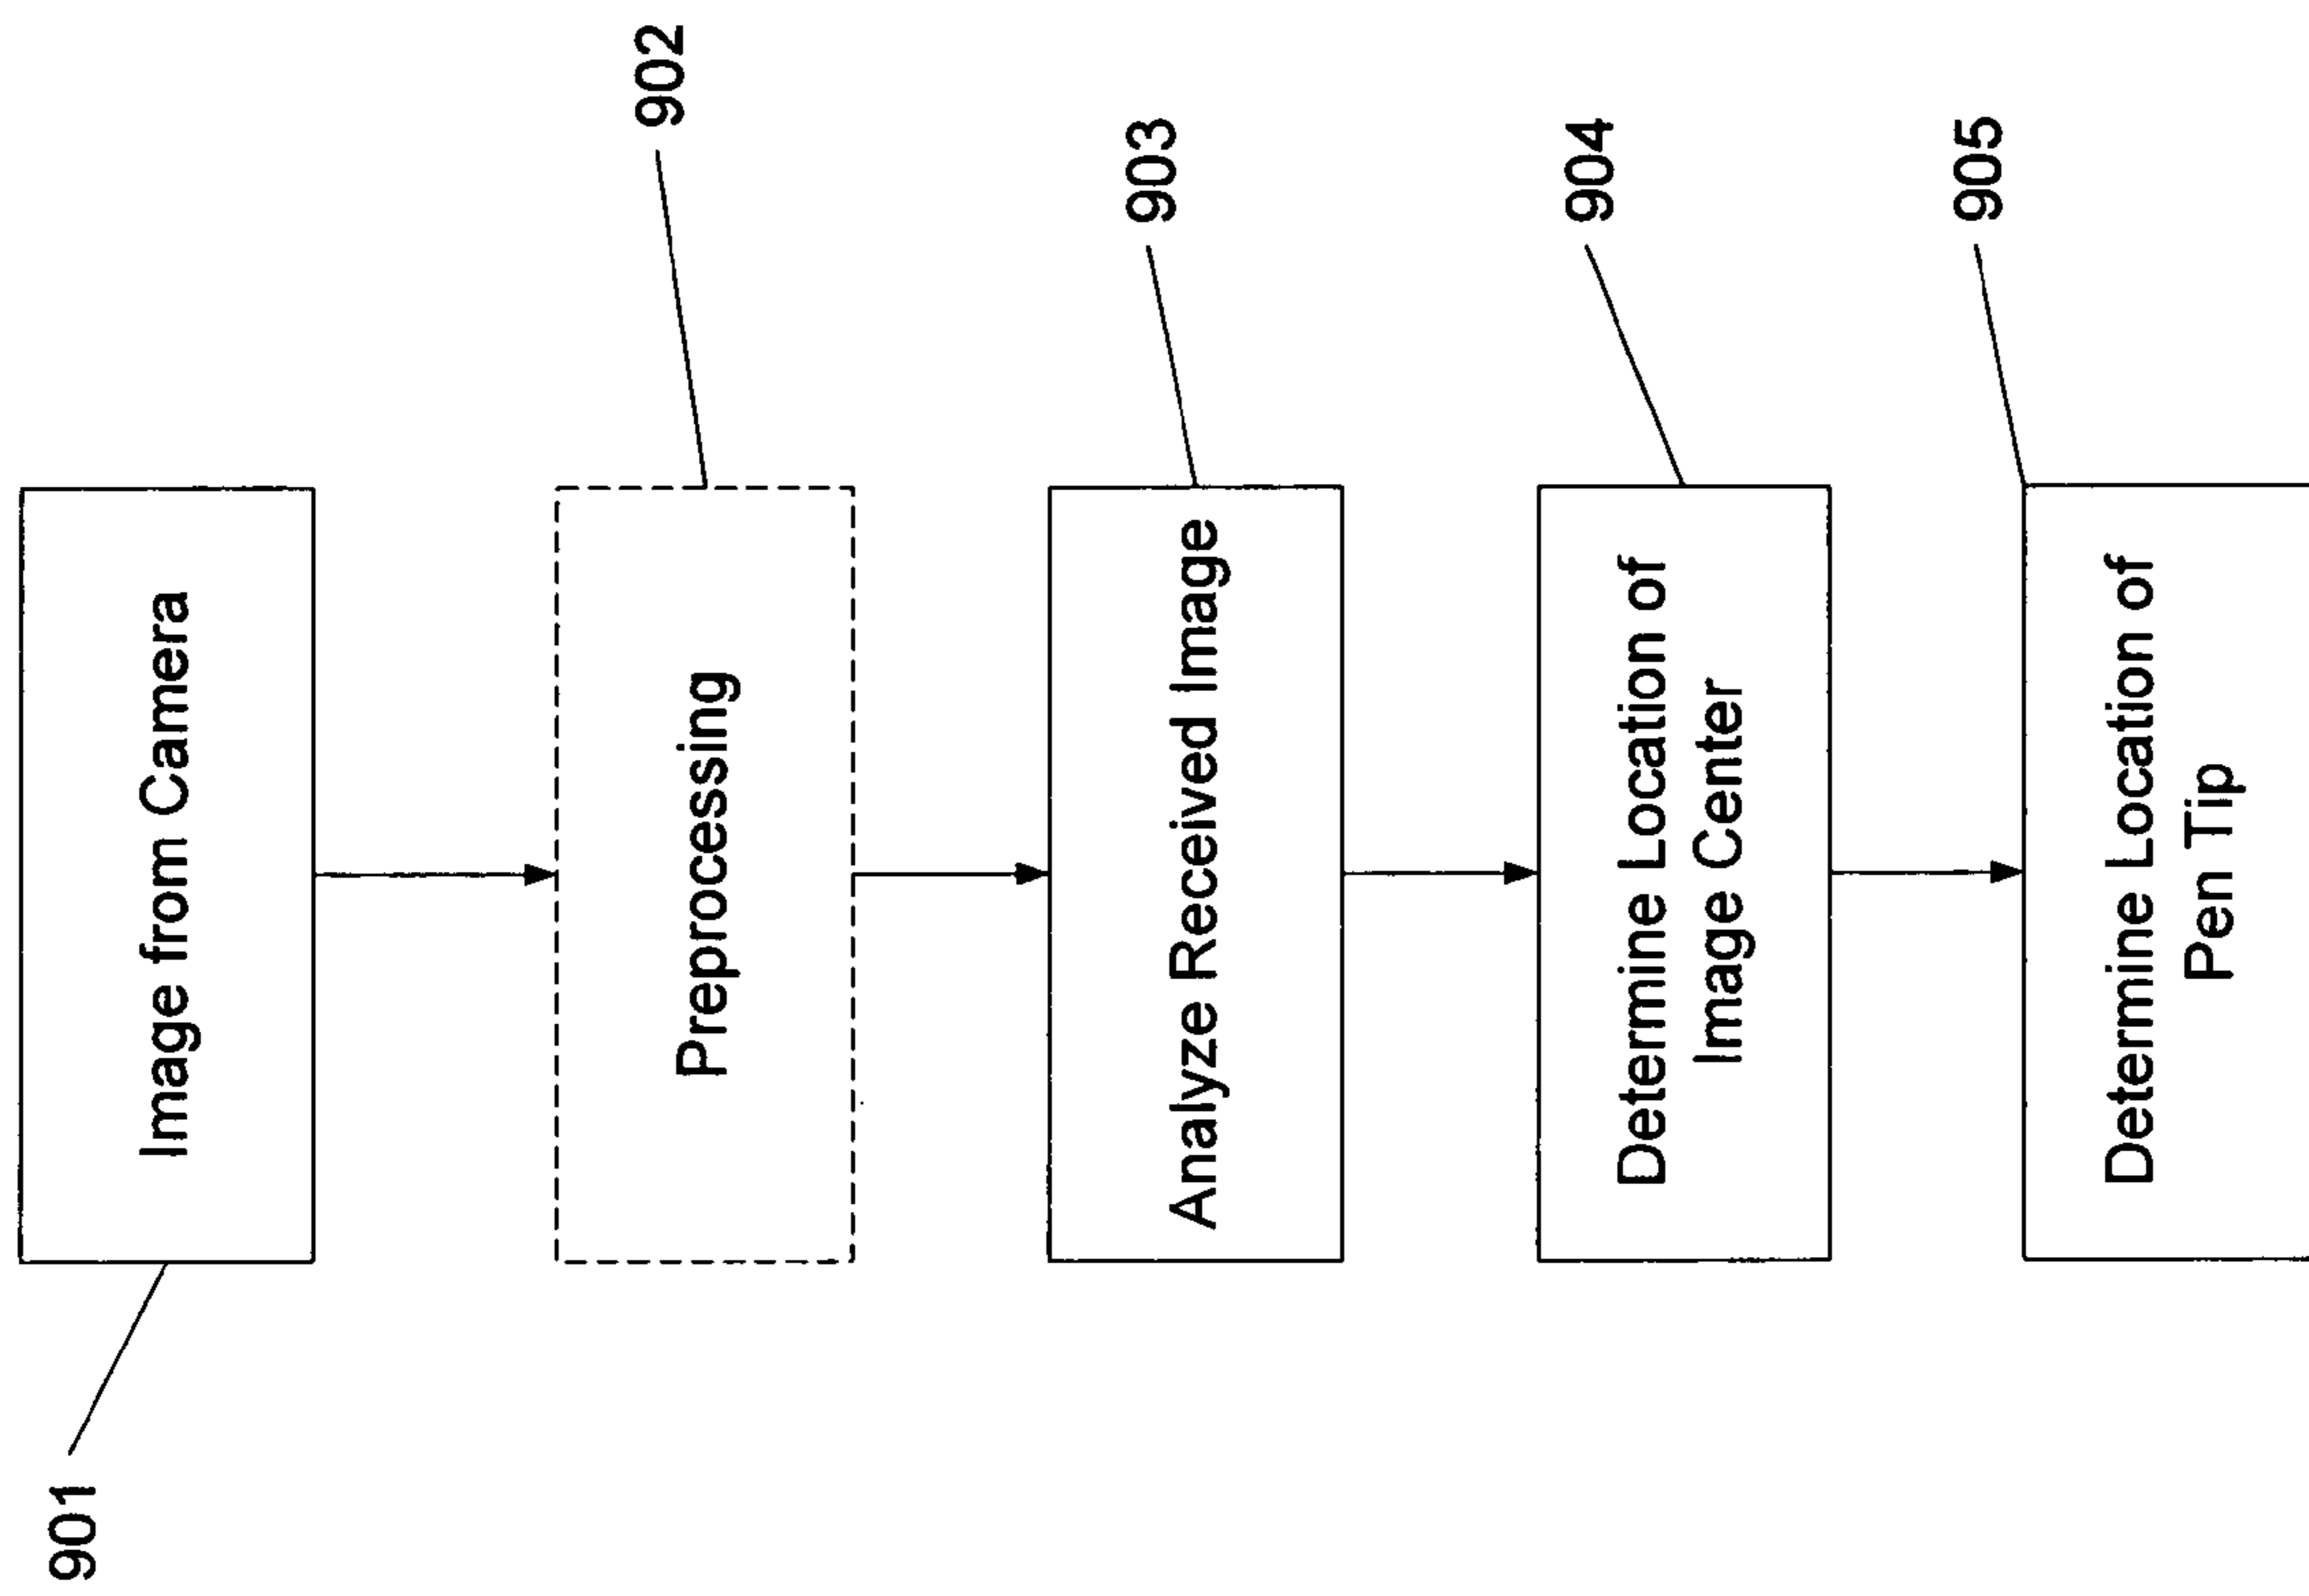 901
Image from Camera
902
Preprocessing
903
Analyze Received Image
904
Determine Location of
Image Center
905
Determine Location of
Pen Tip